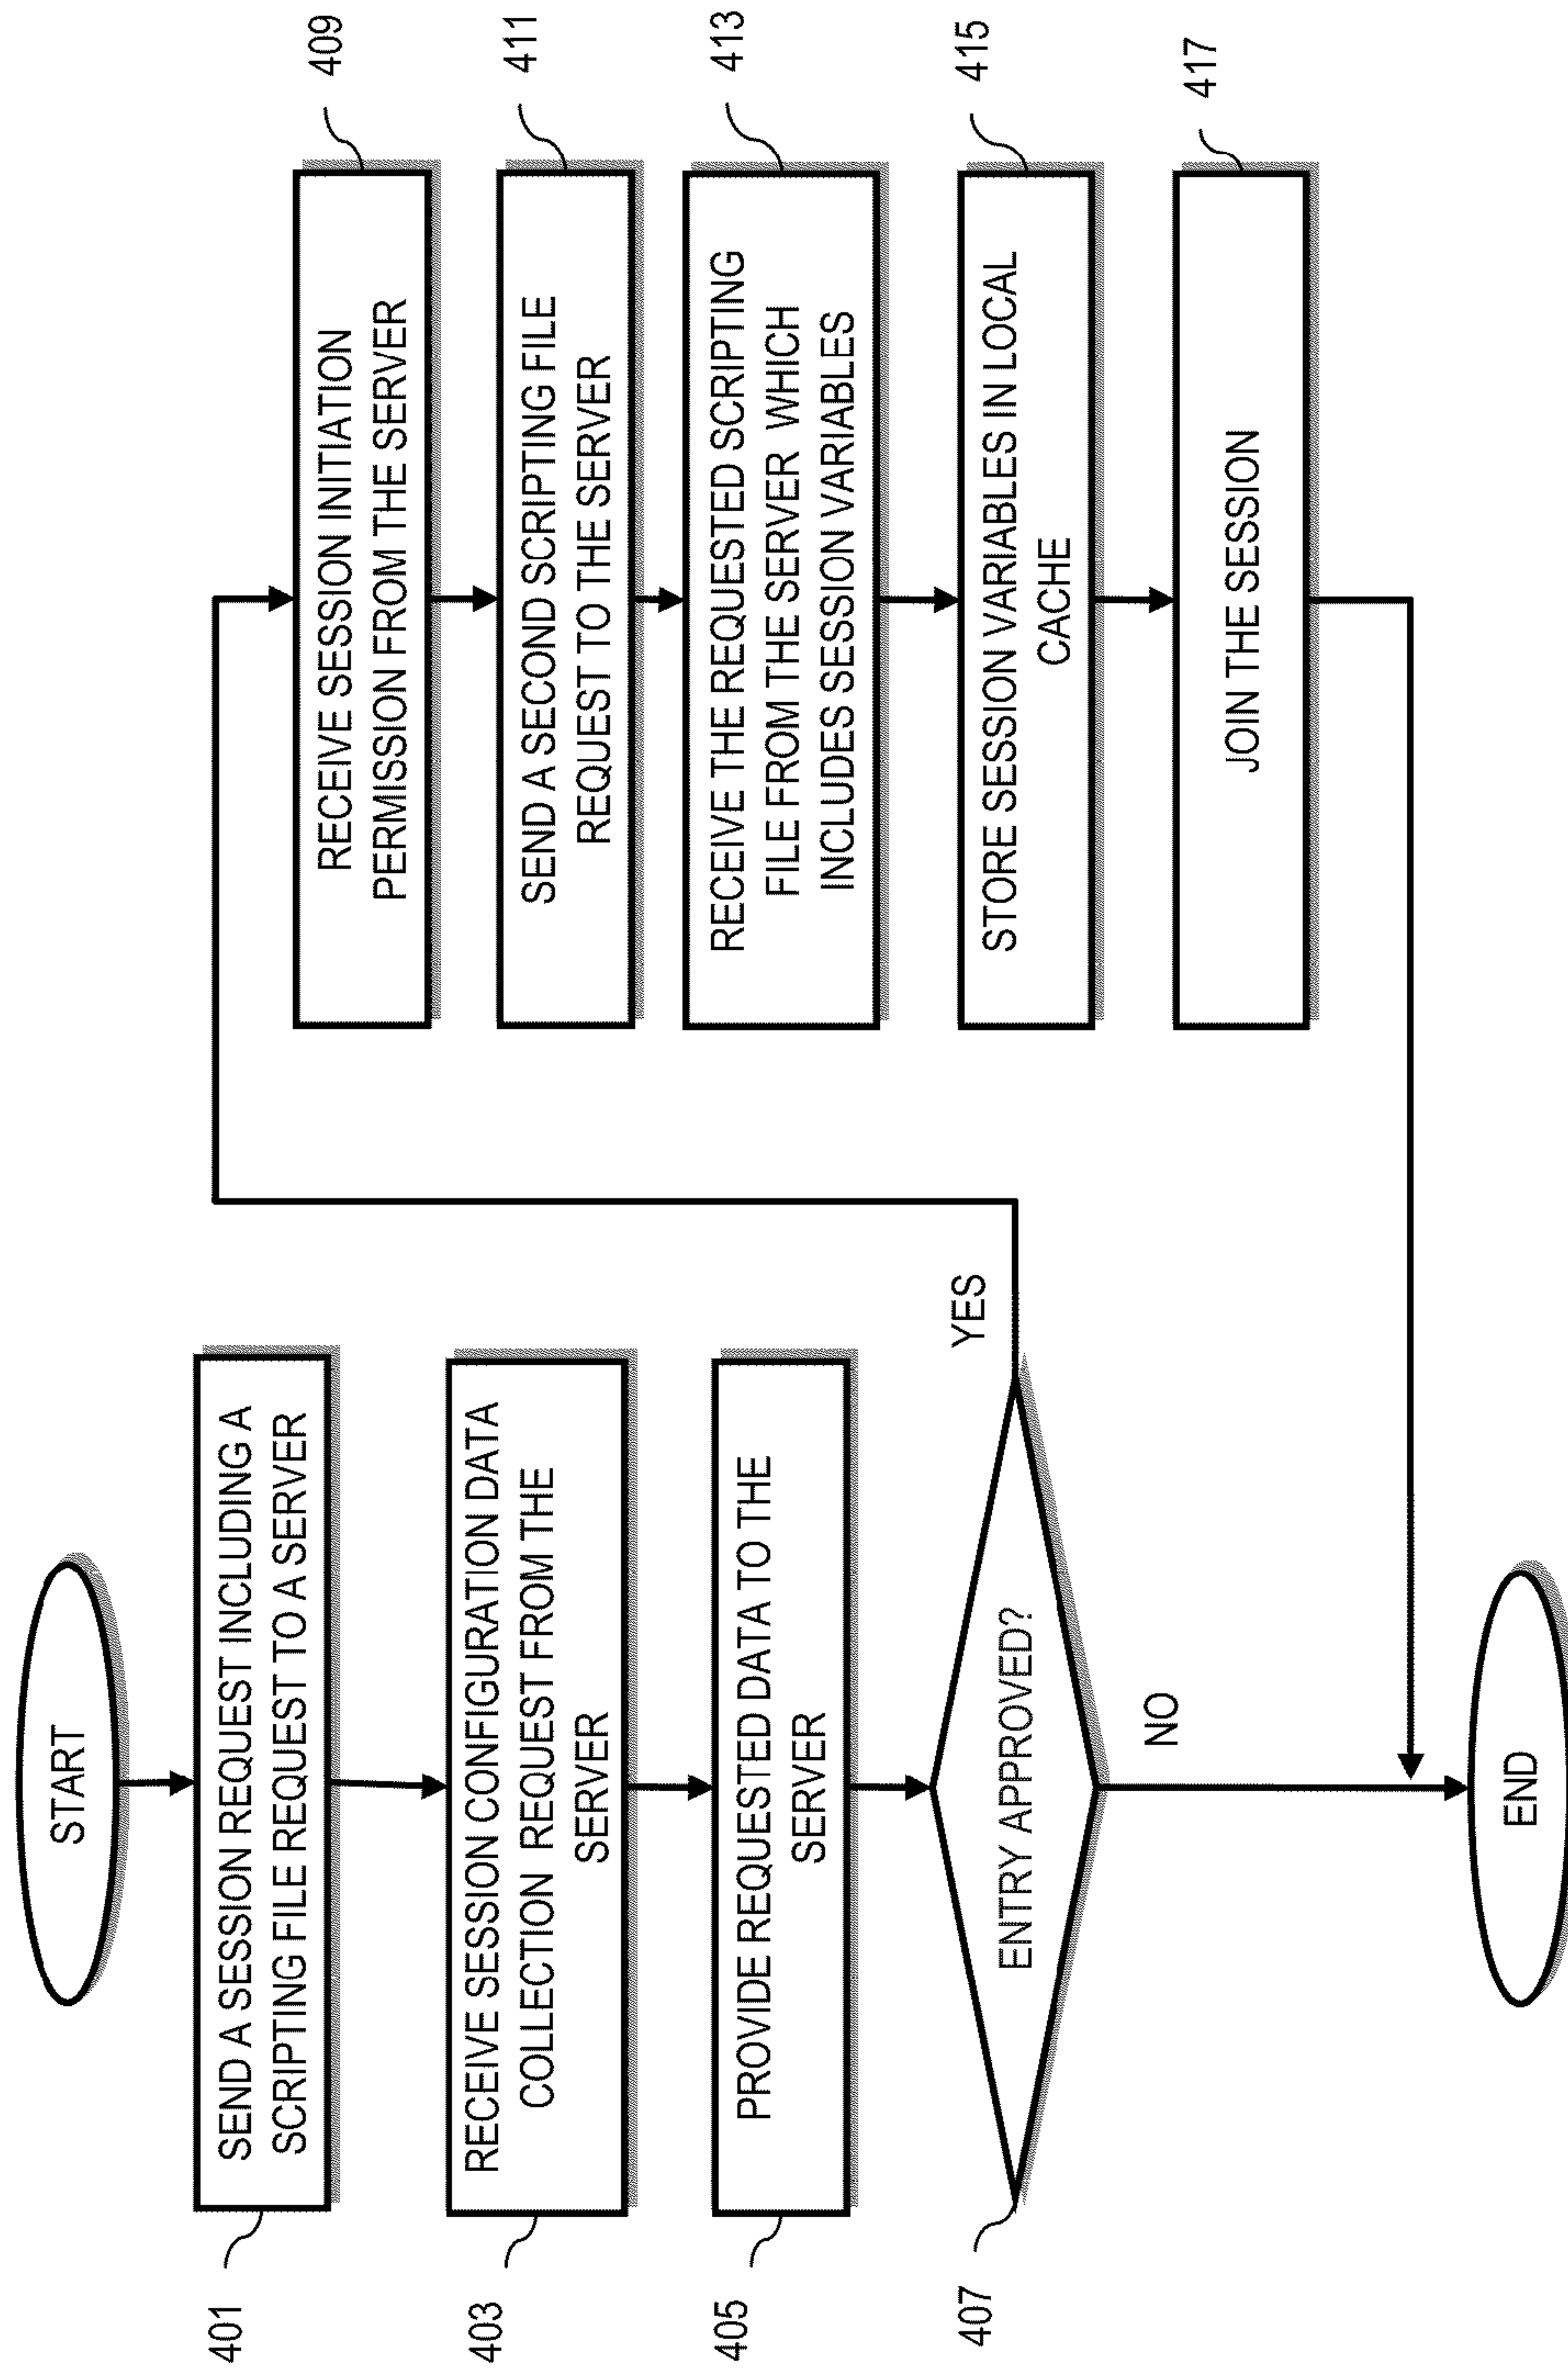 START
401
SEND A SESSION REQUEST INCLUDING A
SCRIPTING FILE REQUEST TO A SERVER
403
RECEIVE SESSION CONFIGURATION DATA
COLLECTION REQUEST FROM THE
SERVER
405
PROVIDE REQUESTED DATA TO THE
SERVER
407
ENTRY APPROVED?
YES
NO
END
RECEIVE SESSION INITIATION
PERMISSION FROM THE SERVER
409
SEND A SECOND SCRIPTING FILE
REQUEST TO THE SERVER
411
RECEIVE THE REQUESTED SCRIPTING
FILE FROM THE SERVER WHICH
INCLUDES SESSION VARIABLES
413
STORE SESSION VARIABLES IN LOCAL
CACHE
415
JOIN THE SESSION
417